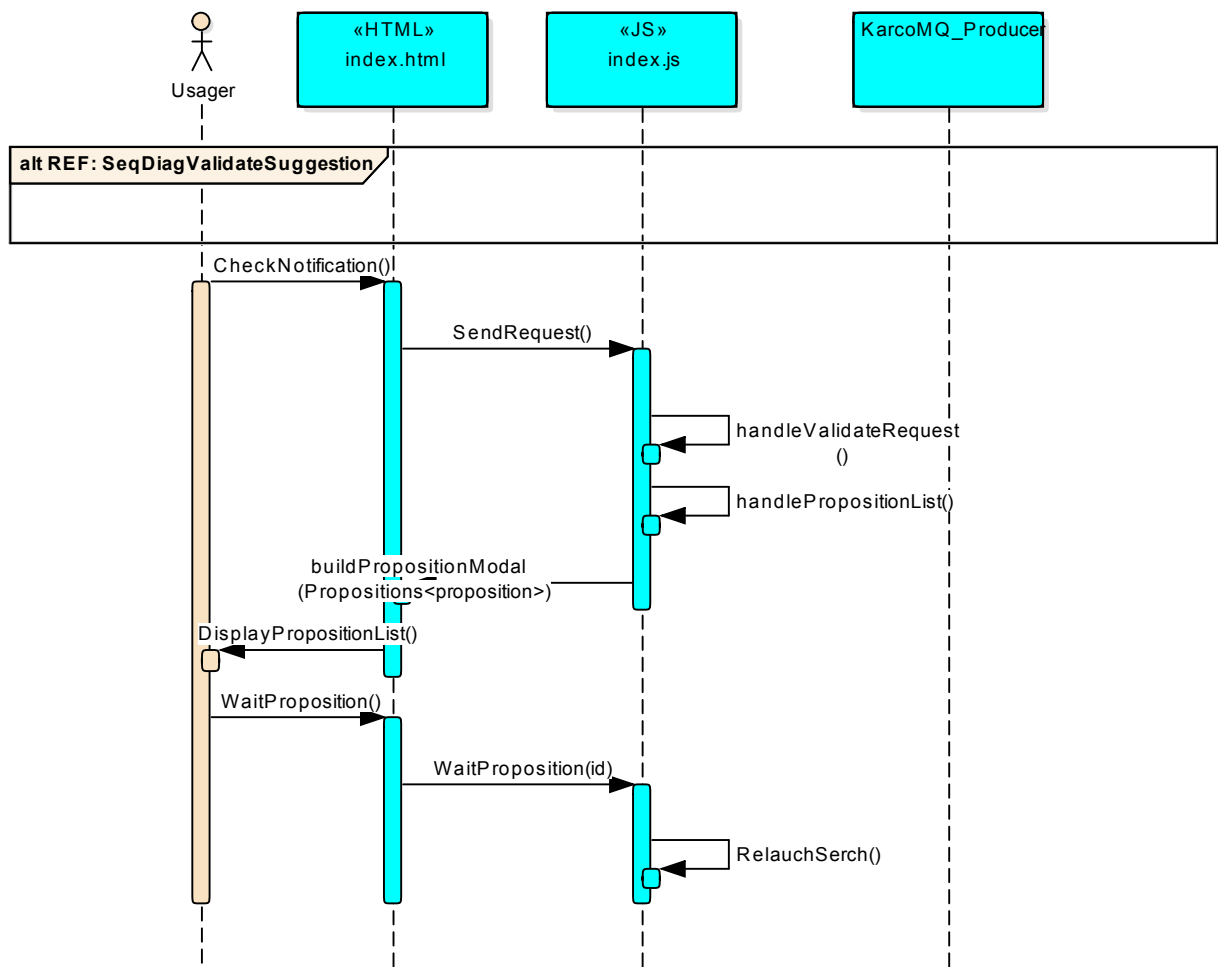 «HTML»
index.html
«JS»
index.js
KarcoMQ_Producer
Usager
alt REF: SeqDiagValidateSuggestion
CheckNotification()
SendRequest()
handleValidateRequest
()
handlePropositionList()
buildPropositionModal
(Propositions<proposition>)
DisplayPropositionList()
WaitProposition()
WaitProposition(id)
RelauchSerch()